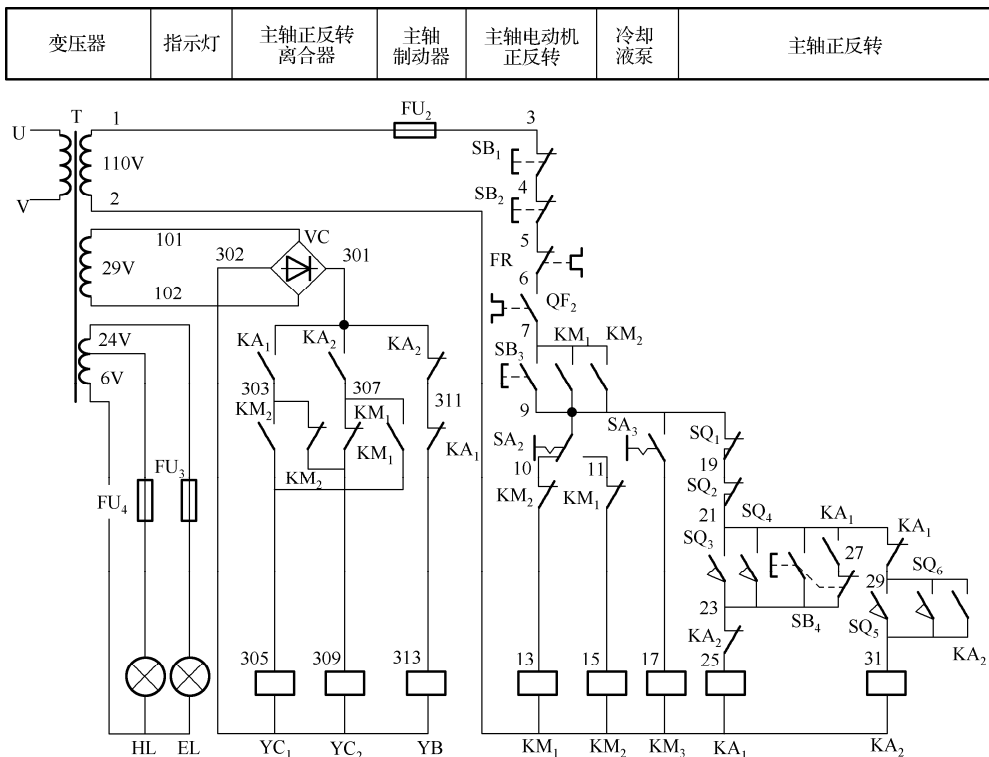 变压器
指示灯
主轴正反转
离合器
主轴
制动器
主轴电动机
正反转
冷却
液泵
主轴正反转
T
1
FU₂
3
U
SB₁
110V
4
V
2
SB₂
101
VC
5
302
301
FR
29V
6
102
QF₂
24V
7
KM₁
KM₂
KA₁
KA₂
KA₂
SB₃
6V
303
307
311
9
KM₂
KM₁
SA₂
SA₃
SQ₁
KM₁
KA₁
10
11
19
FU₃
KM₂
KM₂
KM₁
SQ₂
FU₄
21
SQ₄
KA₁
KA₁
SQ₃
27
29
SQ₆
23
SB₄
SQ₅
KA₂
KA₂
305
309
313
13
15
17
25
31
HL
EL
YC₁
YC₂
YB
KM₁
KM₂
KM₃
KA₁
KA₂